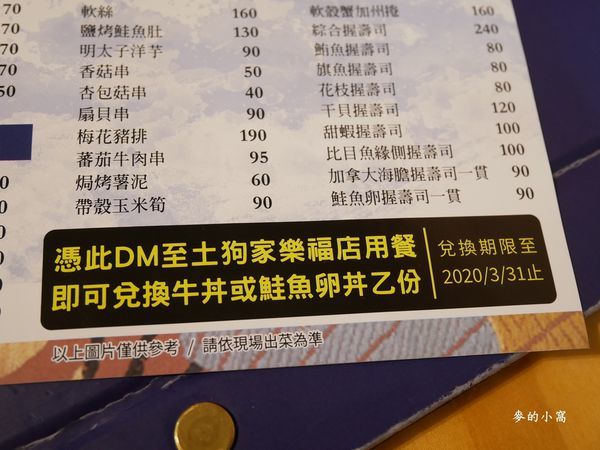 70
軟絲 160
軟殼蟹加州捲 160
鹽烤鮭魚肚 130
綜合握壽司 240
70
明太子洋芋 90
鮪魚握壽司 80
70
香菇串 50
旗魚握壽司 80
50
杏包菇串 40
花枝握壽司 80
扇貝串 90
干貝握壽司 120
梅花豬排 190
甜蝦握壽司 100
蕃茄牛肉串 95
比目魚緣側握壽司 100
焗烤薯泥 60
加拿大海膽握壽司一貫 90
帶殼玉米筍 90
鮭魚卵握壽司一貫 90
憑此DM至土狗家樂福店用餐
即可兌換牛丼或鮭魚卵丼乙份
兌換期限至
2020/3/31止
以上圖片僅供參考 / 請依現場出菜為準
麥的小窩